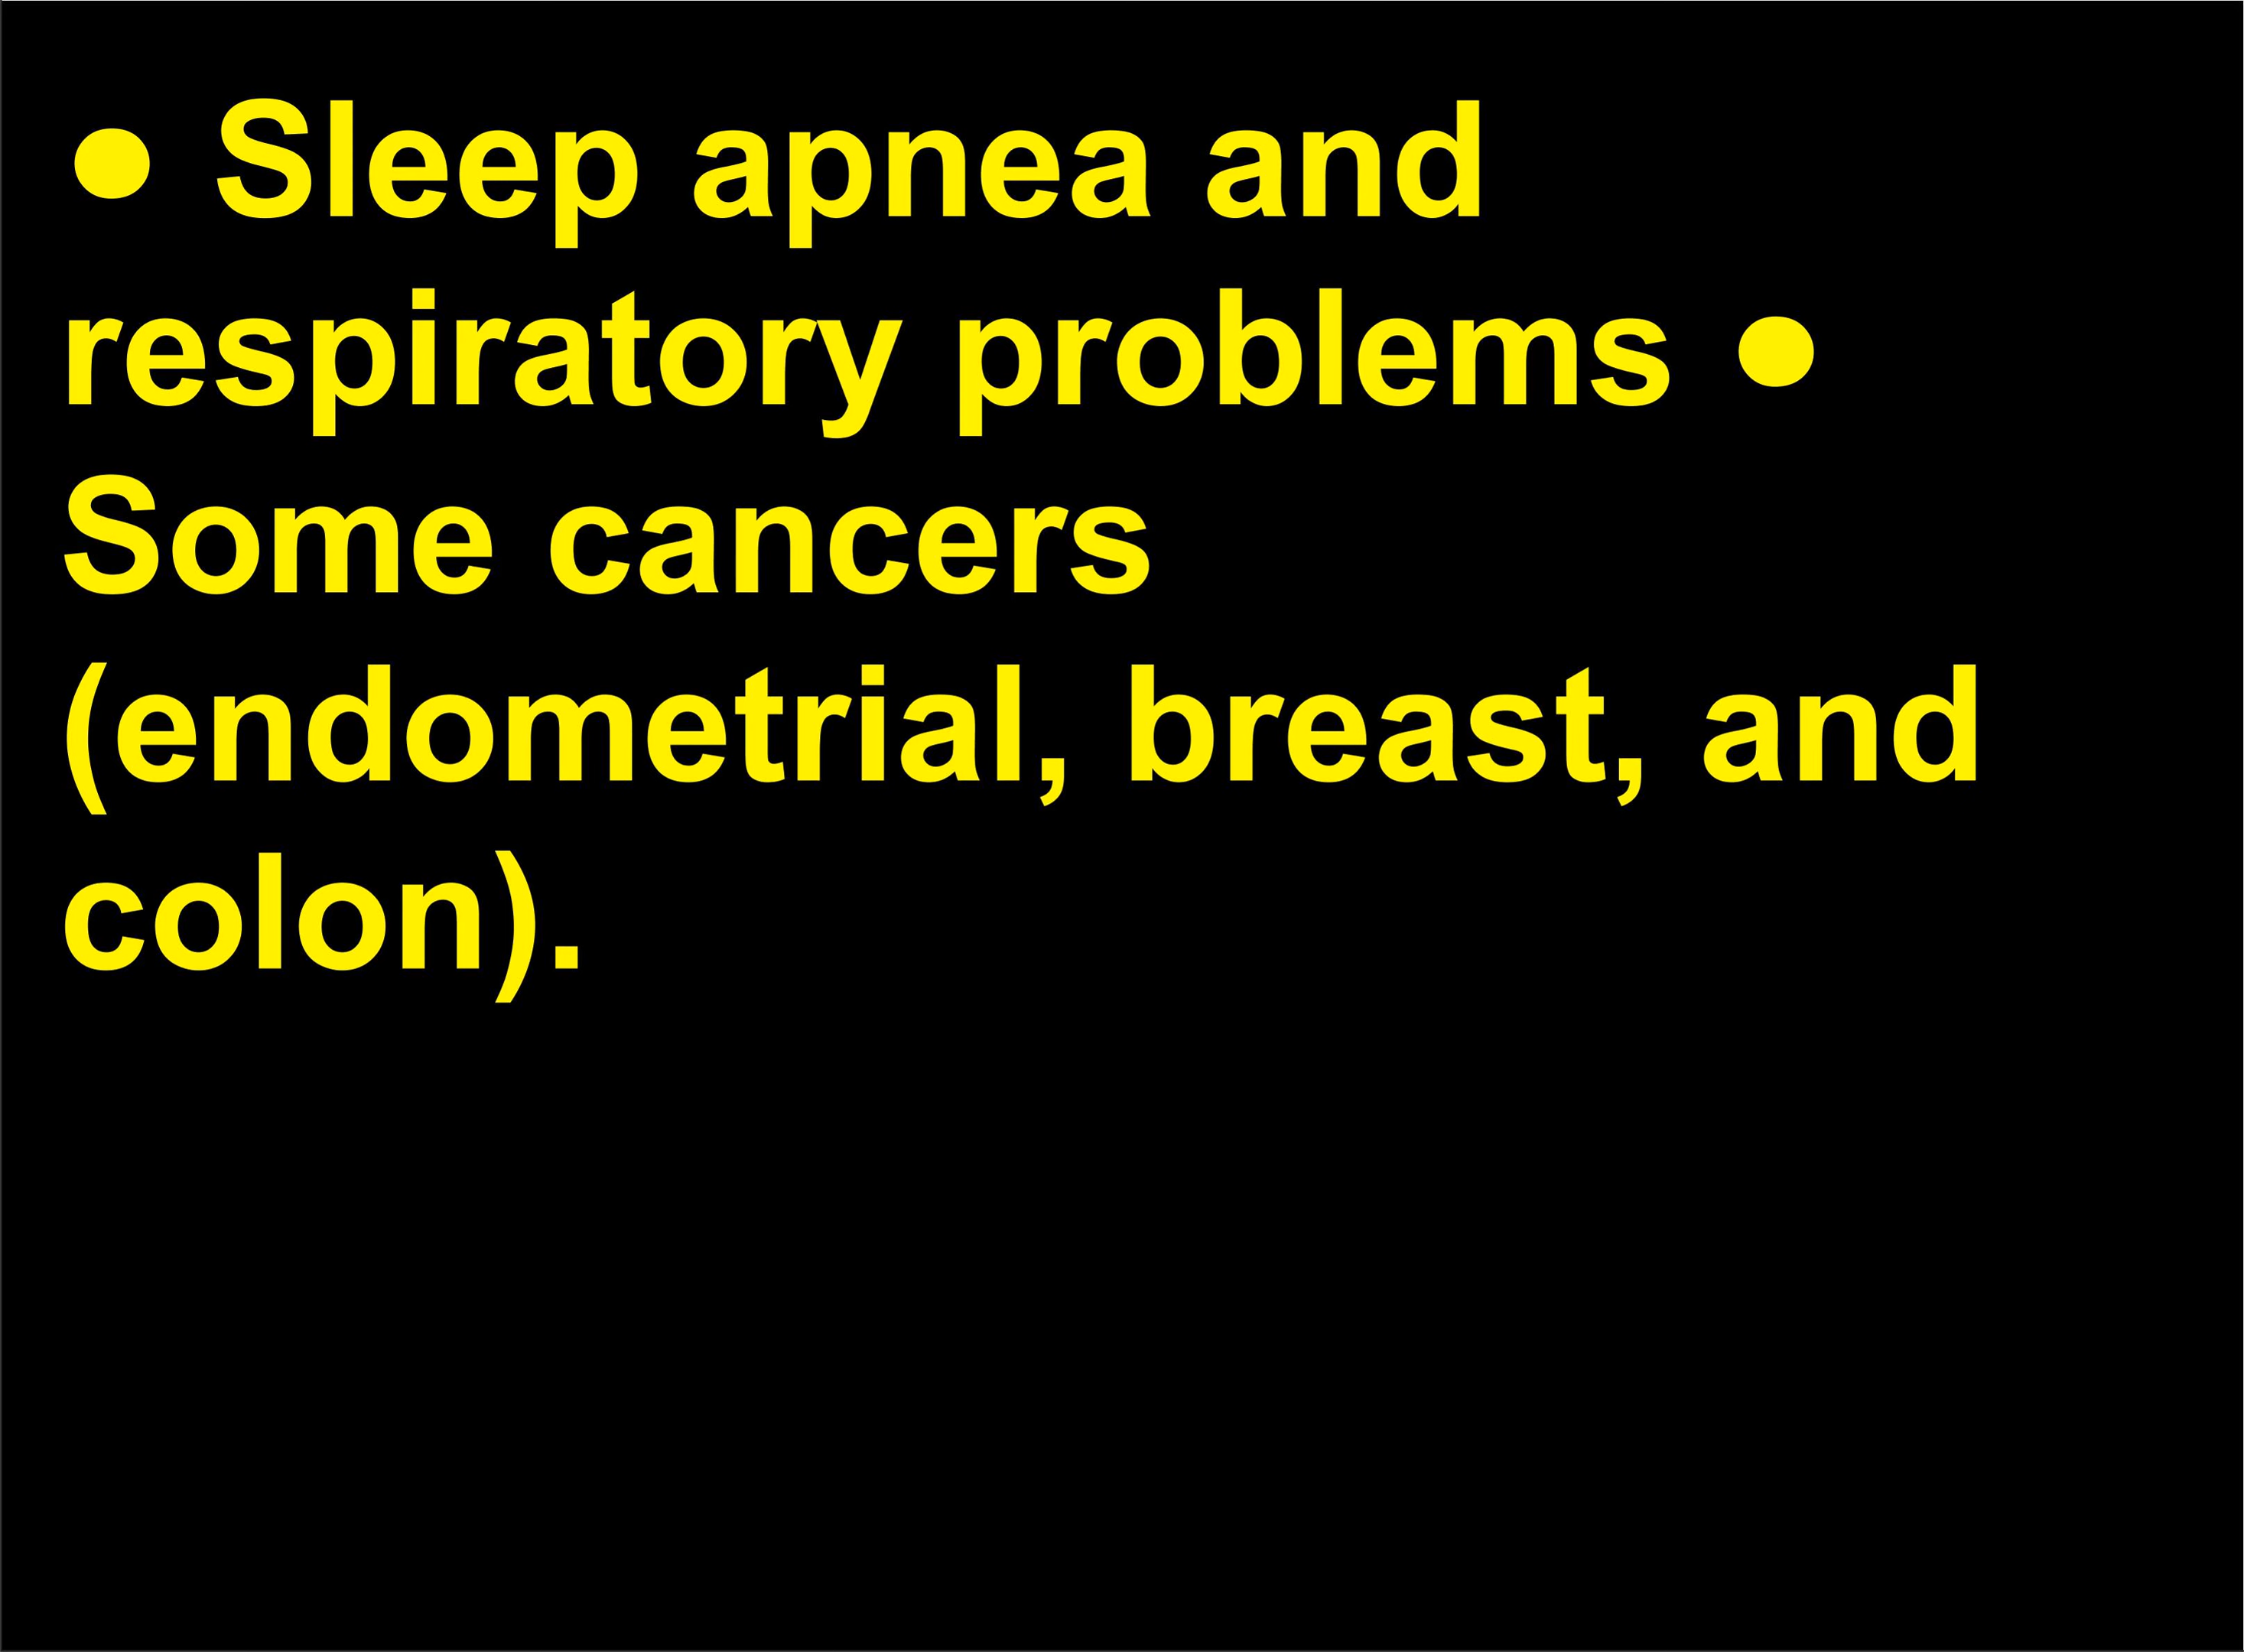 ● Sleep apnea and
respiratory problems ●
Some cancers
(endometrial, breast, and
colon).